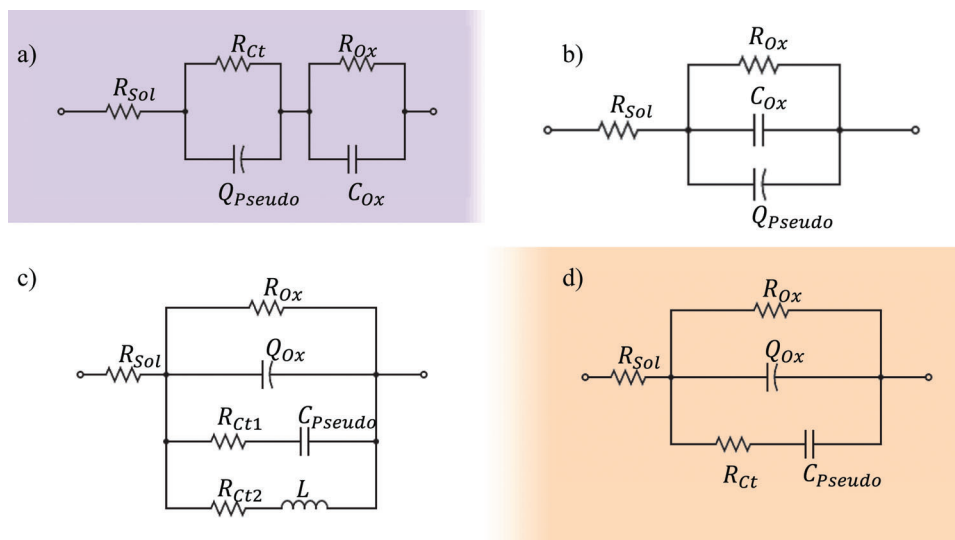 a)
R_Ct
R_Ox
R_Sol
Q_Pseudo
C_Ox
b)
R_Ox
C_Ox
R_Sol
Q_Pseudo
c)
R_Ox
Q_Ox
R_Sol
R_Ct1
C_Pseudo
R_Ct2
L
d)
R_Ox
Q_Ox
R_Sol
R_Ct
C_Pseudo